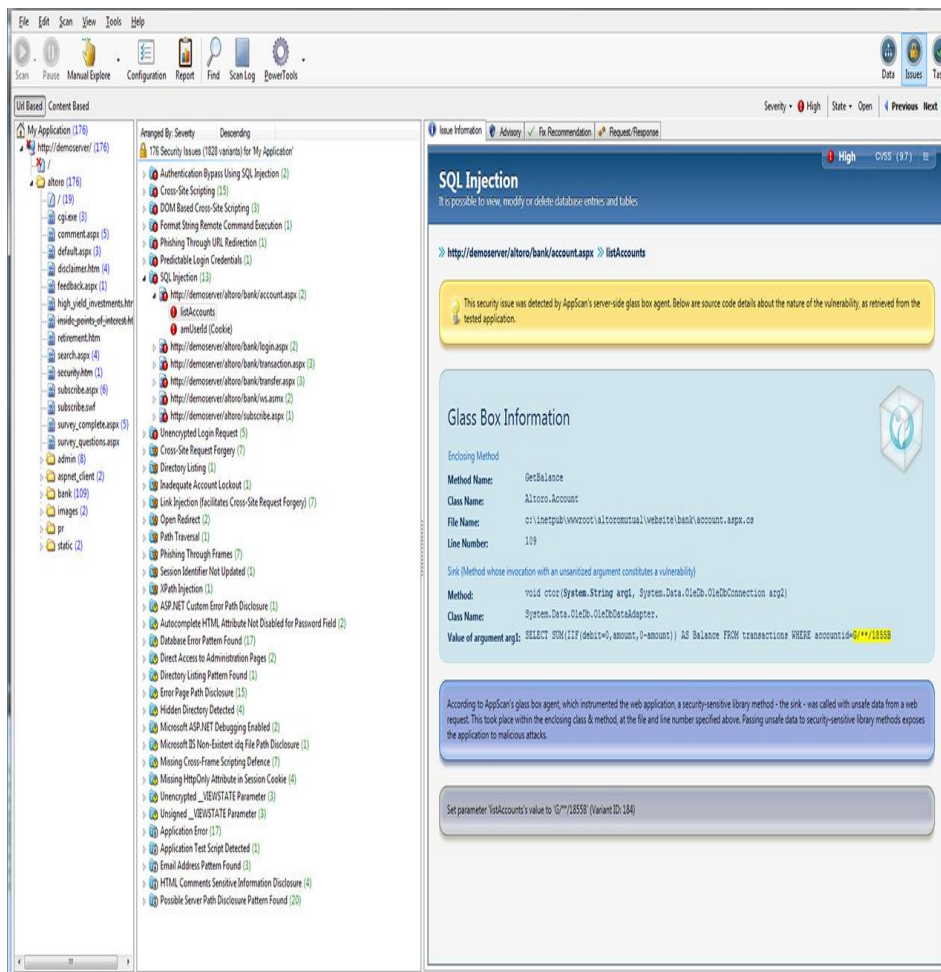 File Edit Scan View Tools Help
Scan Pause Manual Explore Configuration Report Find Scan Log PowerTools Data Issues
Url Based Content Based Severity High State Open Previous Next
My Application (176)
http://demoserver/ (176)
/
altoro (176)
/ (19)
cgi.exe (3)
comment.aspx (5)
default.aspx (3)
disclaimer.htm (4)
feedback.aspx (1)
high_yield_investments.htr
inside_points_of_interest.ht
retirement.htm
search.aspx (4)
security.htm (1)
subscribe.aspx (6)
subscribe.swf
survey_complete.aspx (5)
survey_questions.aspx
admin (8)
aspnet_client (2)
bank (109)
images (2)
pr
static (2)
Arranged By: Severity Descending
176 Security Issues (1828 variants) for 'My Application'
Authentication Bypass Using SQL Injection (2)
Cross-Site Scripting (15)
DOM Based Cross-Site Scripting (3)
Format String Remote Command Execution (1)
Phishing Through URL Redirection (1)
Predictable Login Credentials (1)
SQL Injection (13)
http://demoserver/altoro/bank/account.aspx (2)
listAccounts
amUserId (Cookie)
http://demoserver/altoro/bank/login.aspx (2)
http://demoserver/altoro/bank/transaction.aspx (3)
http://demoserver/altoro/bank/transfer.aspx (3)
http://demoserver/altoro/bank/ws.asmx (2)
http://demoserver/altoro/subscribe.aspx (1)
Unencrypted Login Request (5)
Cross-Site Request Forgery (7)
Directory Listing (1)
Inadequate Account Lockout (1)
Link Injection (facilitates Cross-Site Request Forgery) (7)
Open Redirect (2)
Path Traversal (1)
Phishing Through Frames (7)
Session Identifier Not Updated (1)
XPath Injection (1)
ASP.NET Custom Error Path Disclosure (1)
Autocomplete HTML Attribute Not Disabled for Password Field (2)
Database Error Pattern Found (17)
Direct Access to Administration Pages (2)
Directory Listing Pattern Found (1)
Error Page Path Disclosure (15)
Hidden Directory Detected (4)
Microsoft ASP.NET Debugging Enabled (2)
Microsoft IIS Non-Existent idq File Path Disclosure (1)
Missing Cross-Frame Scripting Defence (7)
Missing HttpOnly Attribute in Session Cookie (4)
Unencrypted __VIEWSTATE Parameter (3)
Unsigned __VIEWSTATE Parameter (3)
Application Error (17)
Application Test Script Detected (1)
Email Address Pattern Found (3)
HTML Comments Sensitive Information Disclosure (4)
Possible Server Path Disclosure Pattern Found (20)
Issue Information Advisory Fix Recommendation Request/Response
High CVSS (9.7)
SQL Injection
It is possible to view, modify or delete database entries and tables
http://demoserver/altoro/bank/account.aspx listAccounts
This security issue was detected by AppScan's server-side glass box agent. Below are source code details about the nature of the vulnerability, as retrieved from the
tested application.
Glass Box Information
Enclosing Method
Method Name: GetBalance
Class Name: Altoro.Account
File Name: c:\inetpub\wwwroot\altoromutual\website\bank\account.aspx.cs
Line Number: 109
Sink (Method whose invocation with an unsanitized argument constitutes a vulnerability)
Method: void ctor(System.String arg1, System.Data.OleDb.OleDbConnection arg2)
Class Name: System.Data.OleDb.OleDbDataAdapter.
Value of argument arg1: SELECT SUM(IIF(debit=0,amount,0-amount)) AS Balance FROM transactions WHERE accountid=G/**/1855B
According to AppScan's glass box agent, which instrumented the web application, a security-sensitive library method - the sink - was called with unsafe data from a web
request. This took place within the enclosing class & method, at the file and line number specified above. Passing unsafe data to security-sensitive library methods exposes
the application to malicious attacks.
Set parameter 'listAccounts's value to 'G/**/1855B' (Variant ID: 184)